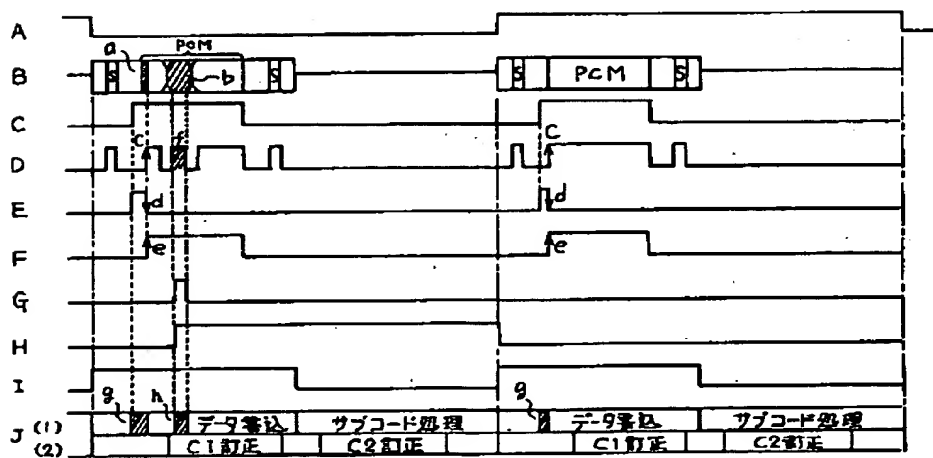 A
B a S PCM b S S PCM S
C
D c f c
E d d
F e e
G
H
I
J (1) g h データ書込 サブコード処理 g データ書込 サブコード処理
(2) C1訂正 C2訂正 C1訂正 C2訂正